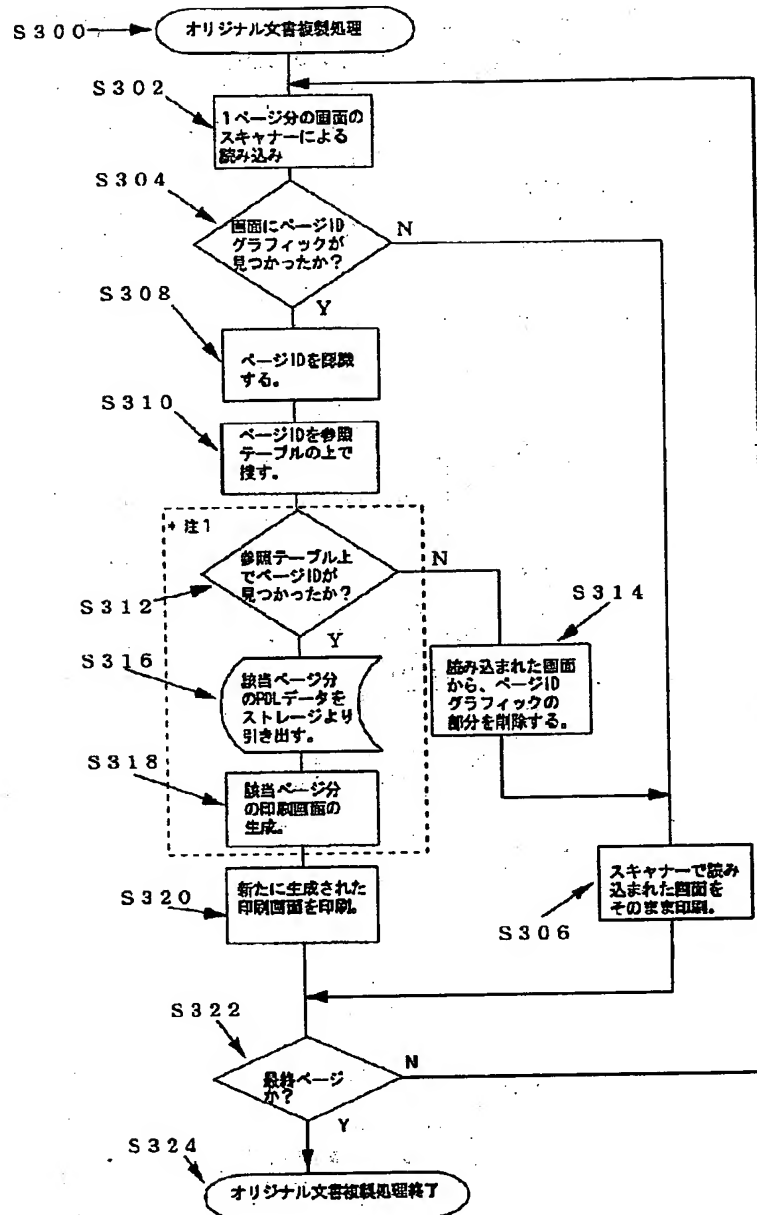 S300
オリジナル文書複製処理
S302
1ページ分の画面の
スキャナーによる
読み込み
S304
画面にページID
グラフィックが
見つかったか？
N
Y
S308
ページIDを認識
する。
S310
ページIDを参照
テーブルの上で
捜す。
* 注1
参照テーブル上
でページIDが
見つかったか？
N
S312
Y
S314
読み込まれた画面
から、ページID
グラフィックの
部分を削除する。
S316
該当ページ分
のPDLデータを
ストレージより
引き出す。
S318
該当ページ分
の印刷画面の
生成。
S320
新たに生成された
印刷画面を印刷。
スキャナーで読み
込まれた画面を
そのまま印刷。
S306
S322
最終ページ
か？
N
Y
S324
オリジナル文書複製処理終了